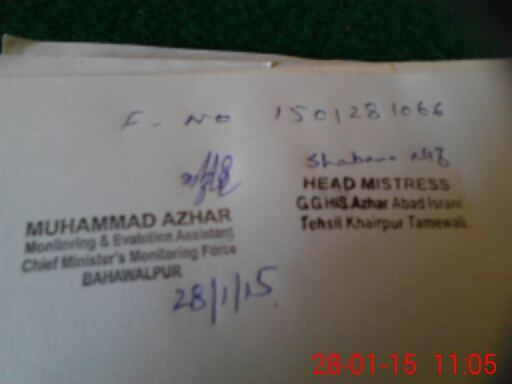 F - NO 1501281066
Shabana
HEAD MISTRESS
G.G.H/S. Azhar Abad Israni
Tehsil Khairpur Tamewali.
MUHAMMAD AZHAR
Monitoring & Evalution Assistant
Chief Minister's Monitoring Force
BAHAWALPUR
28/1/15.
28-01-15 11:05